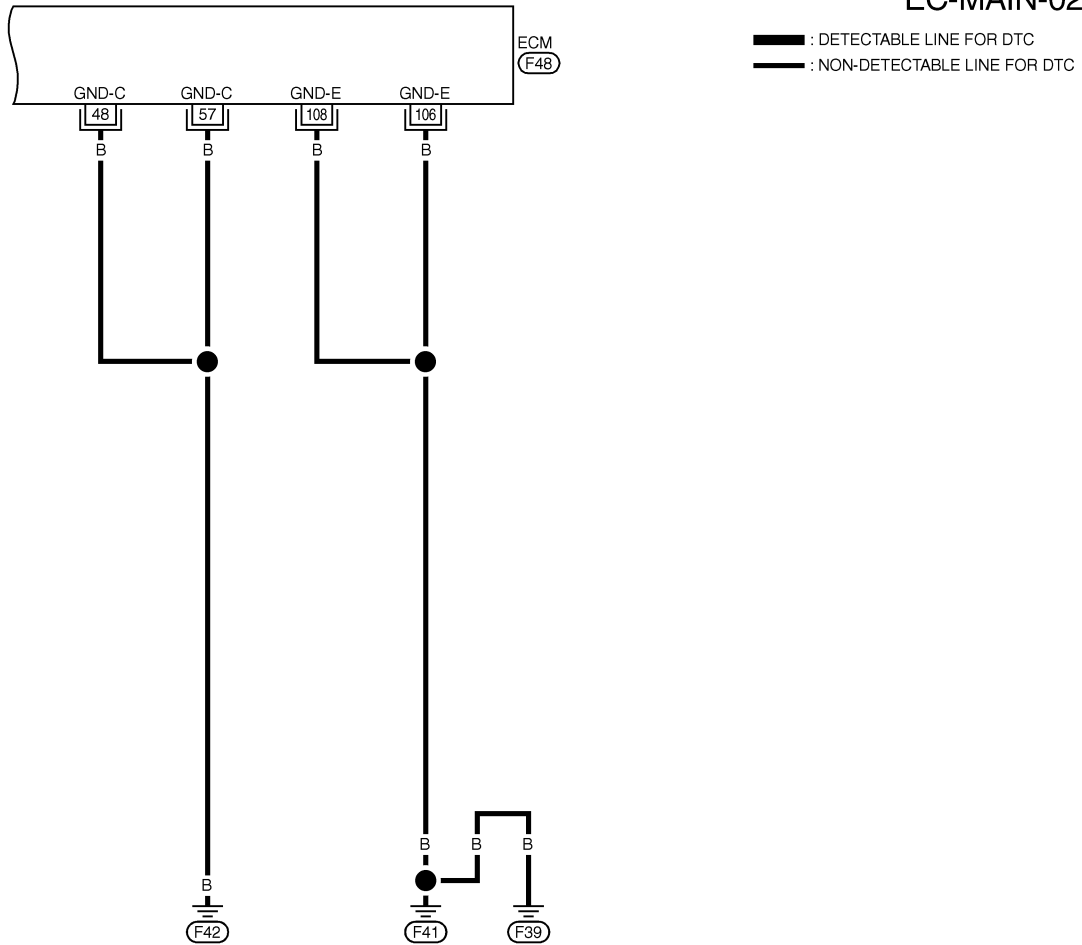 EC-MAIN-02
: DETECTABLE LINE FOR DTC
: NON-DETECTABLE LINE FOR DTC
ECM
F48
GND-C GND-C GND-E GND-E
48 57 108 106
B B B B
B B B
B
F42 F41 F39